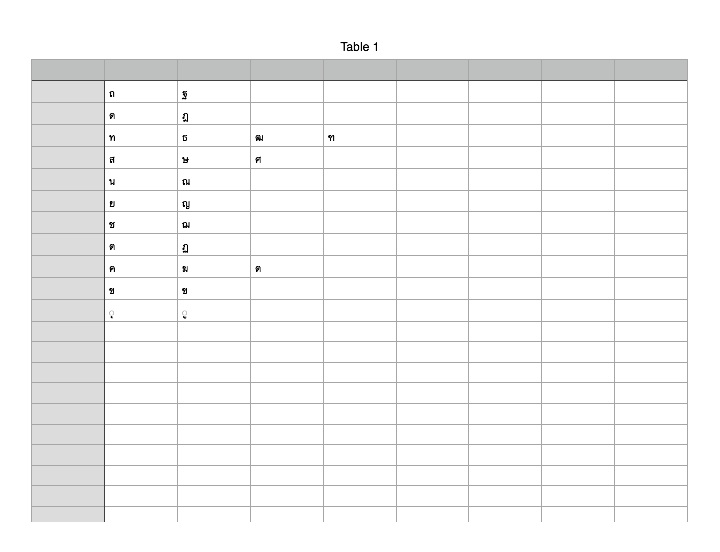 Table 1
ถ ฐ
ด ฎ
ท ธ ฒ ฑ
ส ษ ศ
น ณ
ย ญ
ช ฌ
ต ฏ
ค ฆ ฅ
ข ฃ
ุ ู